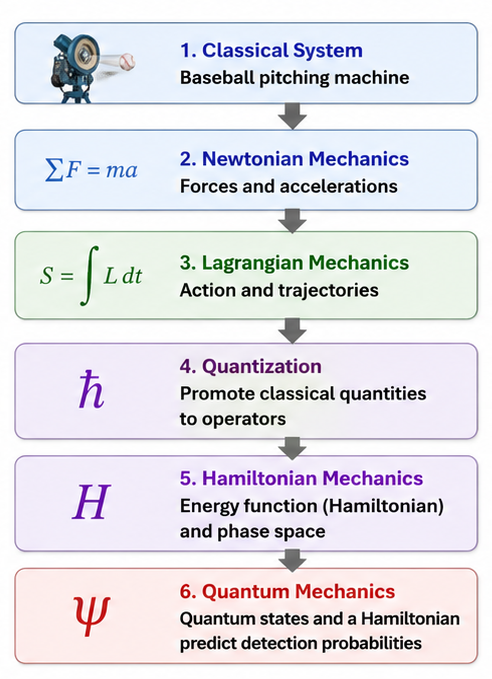 1. Classical System
Baseball pitching machine
∑F = ma
2. Newtonian Mechanics
Forces and accelerations
S = ∫ L dt
3. Lagrangian Mechanics
Action and trajectories
ħ
4. Quantization
Promote classical quantities
to operators
H
5. Hamiltonian Mechanics
Energy function (Hamiltonian)
and phase space
ψ
6. Quantum Mechanics
Quantum states and a Hamiltonian
predict detection probabilities